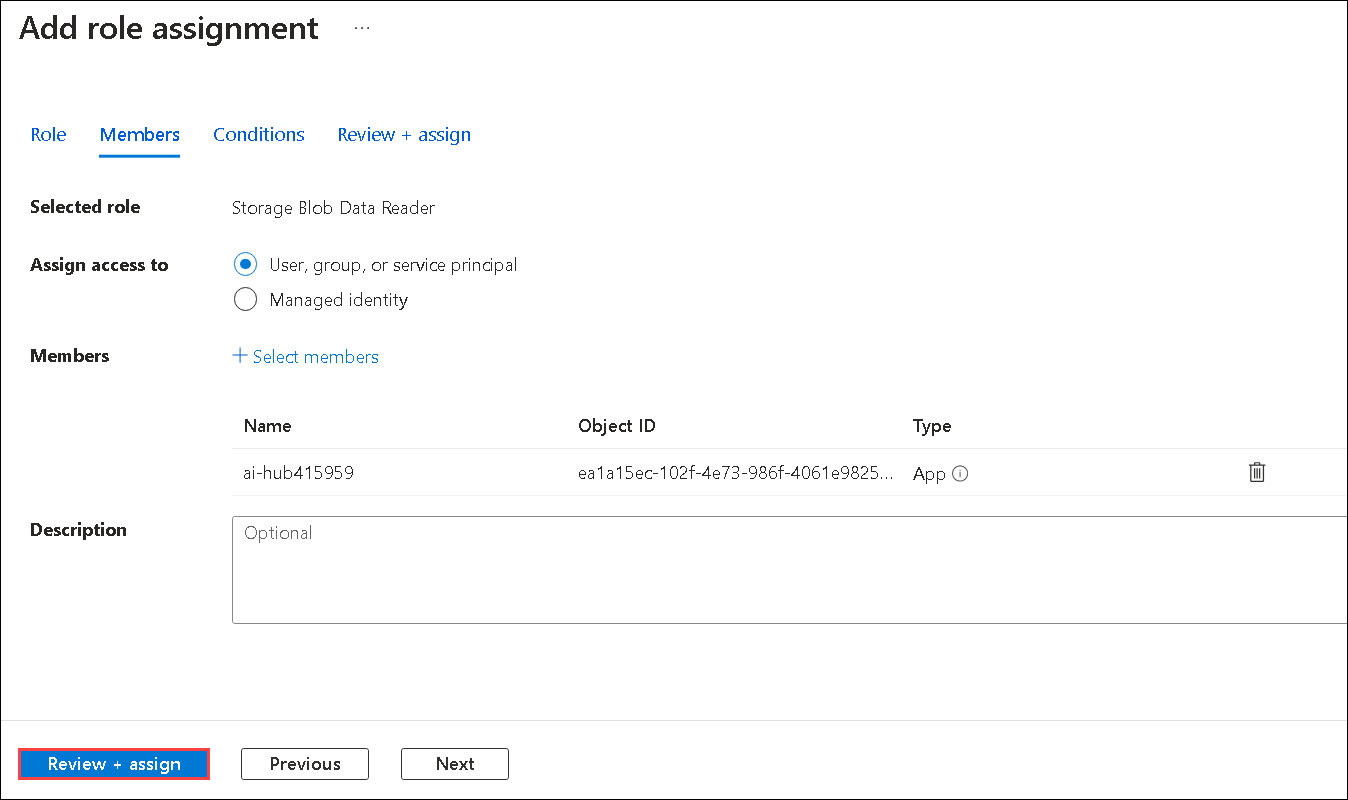 Add role assignment ...
Role Members Conditions Review + assign
Selected role Storage Blob Data Reader
Assign access to User, group, or service principal
Managed identity
Members + Select members
Name Object ID Type
ai-hub415959 ea1a15ec-102f-4e73-986f-4061e9825... App
Description Optional
Review + assign Previous Next